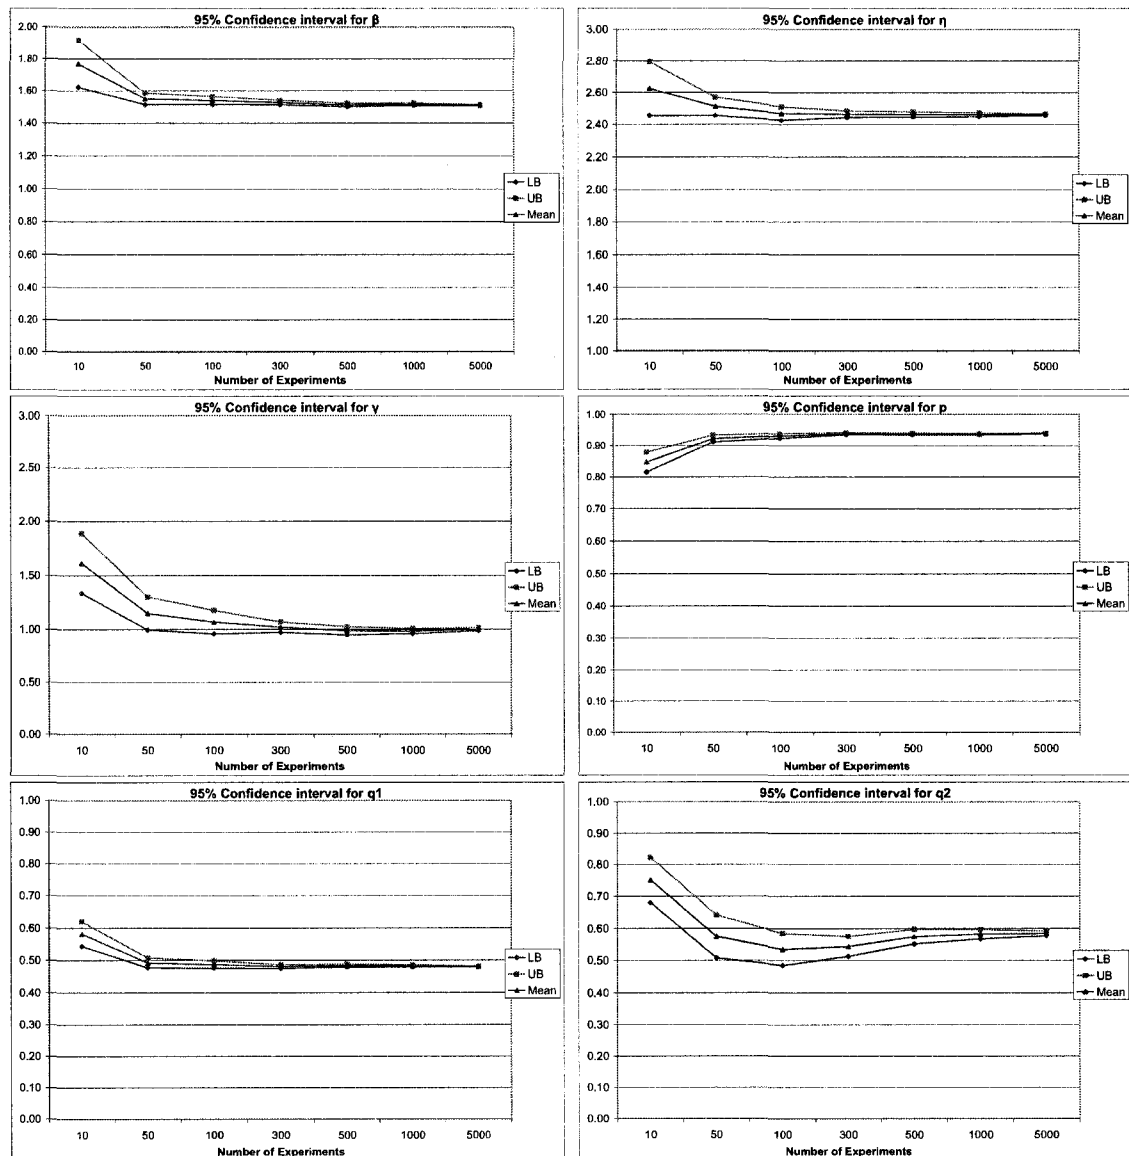 95% Confidence interval for β
2.00
1.80
1.60
1.40
1.20
1.00
0.80
0.60
0.40
0.20
0.00
10 50 100 300 500 1000 5000
Number of Experiments
LB
UB
Mean
95% Confidence interval for η
3.00
2.80
2.60
2.40
2.20
2.00
1.80
1.60
1.40
1.20
1.00
10 50 100 300 500 1000 5000
Number of Experiments
LB
UB
Mean
95% Confidence interval for γ
3.00
2.50
2.00
1.50
1.00
0.50
0.00
10 50 100 300 500 1000 5000
Number of Experiments
LB
UB
Mean
95% Confidence interval for p
1.00
0.90
0.80
0.70
0.60
0.50
0.40
0.30
0.20
0.10
0.00
10 50 100 300 500 1000 5000
Number of Experiments
LB
UB
Mean
95% Confidence interval for q1
1.00
0.90
0.80
0.70
0.60
0.50
0.40
0.30
0.20
0.10
0.00
10 50 100 300 500 1000 5000
Number of Experiments
LB
UB
Mean
95% Confidence interval for q2
1.00
0.90
0.80
0.70
0.60
0.50
0.40
0.30
0.20
0.10
0.00
10 50 100 300 500 1000 5000
Number of Experiments
LB
UB
Mean